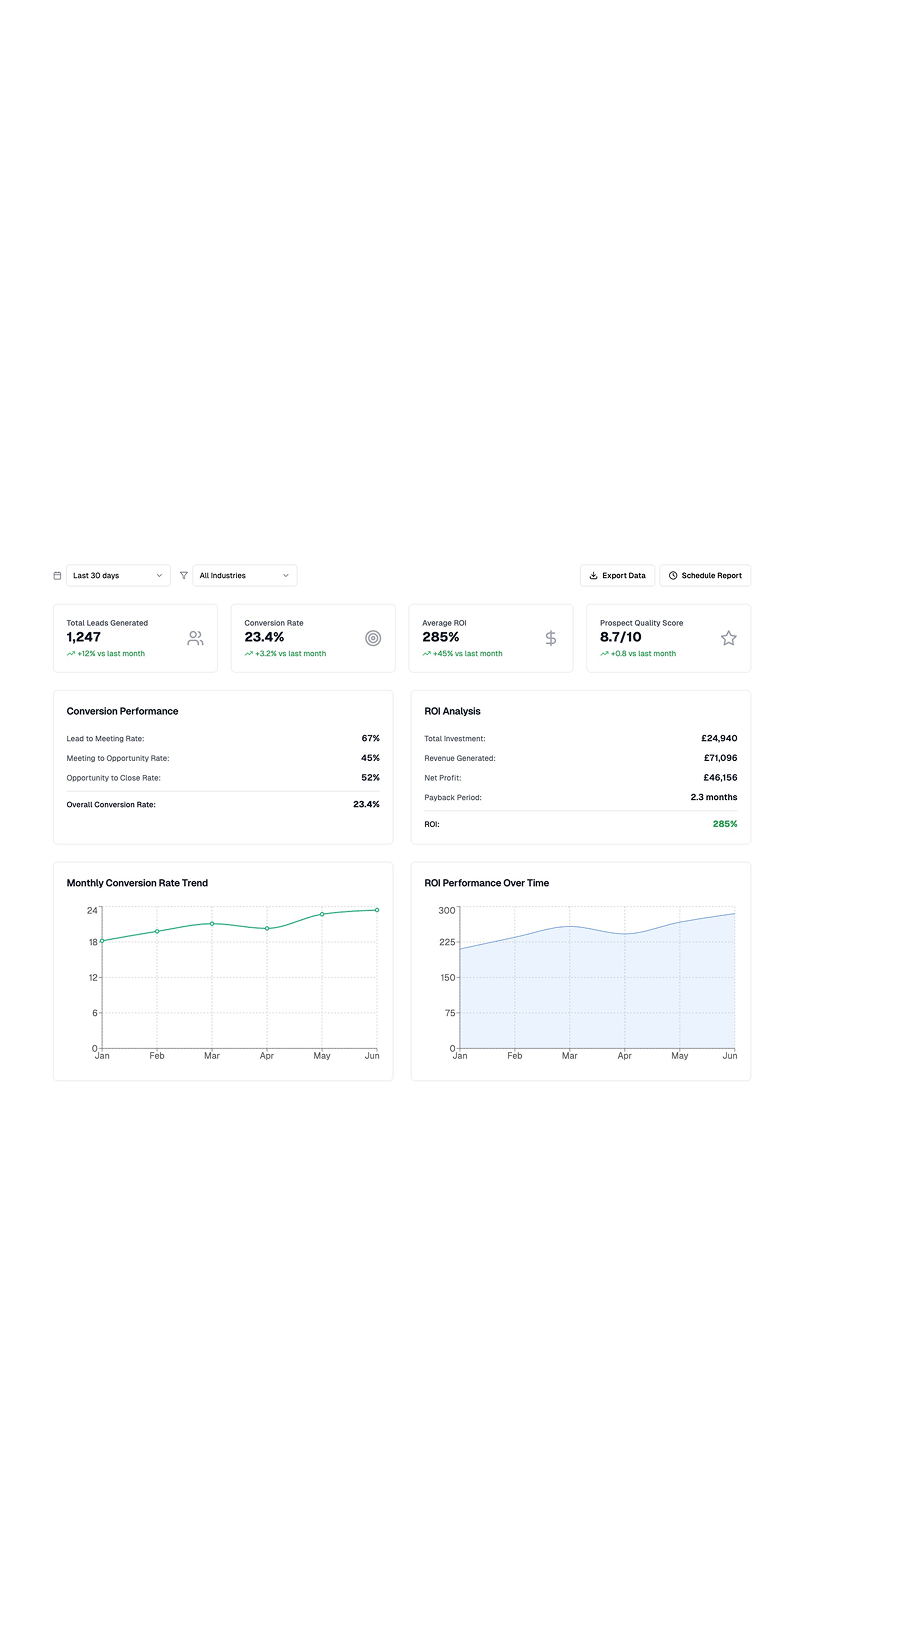 Last 30 days
All Industries
Export Data
Schedule Report
Total Leads Generated
1,247
+12% vs last month
Conversion Rate
23.4%
+3.2% vs last month
Average ROI
285%
+45% vs last month
Prospect Quality Score
8.7/10
+0.8 vs last month
Conversion Performance
Lead to Meeting Rate: 67%
Meeting to Opportunity Rate: 45%
Opportunity to Close Rate: 52%
Overall Conversion Rate: 23.4%
ROI Analysis
Total Investment: £24,940
Revenue Generated: £71,096
Net Profit: £46,156
Payback Period: 2.3 months
ROI: 285%
Monthly Conversion Rate Trend
24
18
12
6
0
Jan Feb Mar Apr May Jun
ROI Performance Over Time
300
225
150
75
0
Jan Feb Mar Apr May Jun